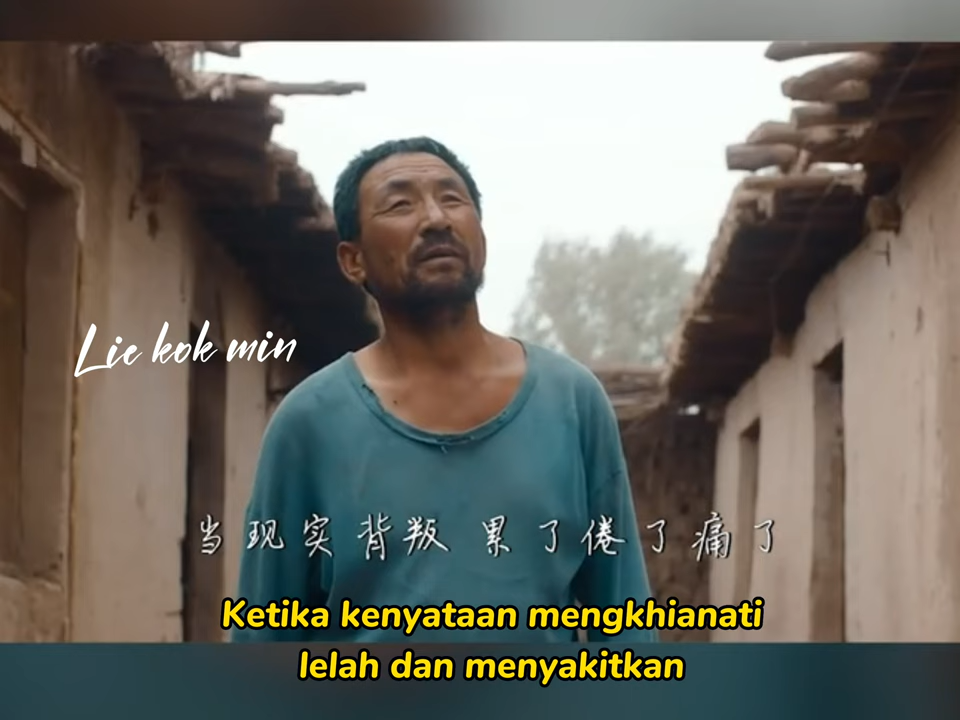 Lie kok min
当现实背叛 累了倦了痛了
Ketika kenyataan mengkhianati
lelah dan menyakitkan